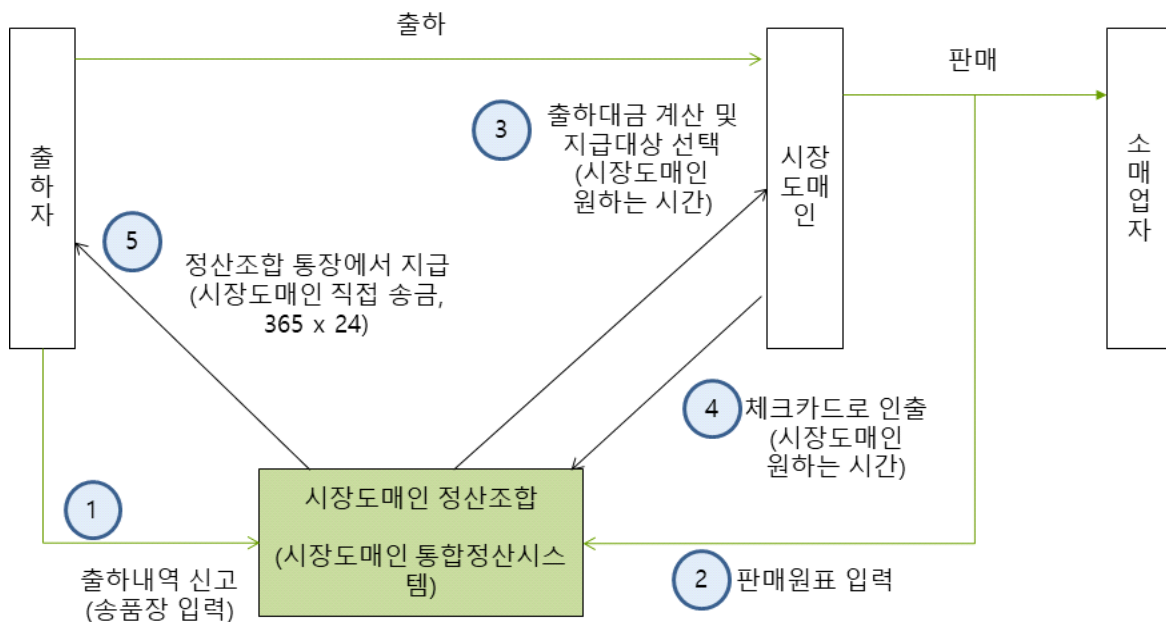 출하
판매
출
하
자
시장
도매
인
소
매
업
자
3
출하대금 계산 및
지급대상 선택
(시장도매인
원하는 시간)
5
정산조합 통장에서 지급
(시장도매인 직접 송금,
365 x 24)
4
체크카드로 인출
(시장도매인
원하는 시간)
1
출하내역 신고
(송품장 입력)
시장도매인 정산조합
(시장도매인 통합정산시스
템)
2
판매원표 입력